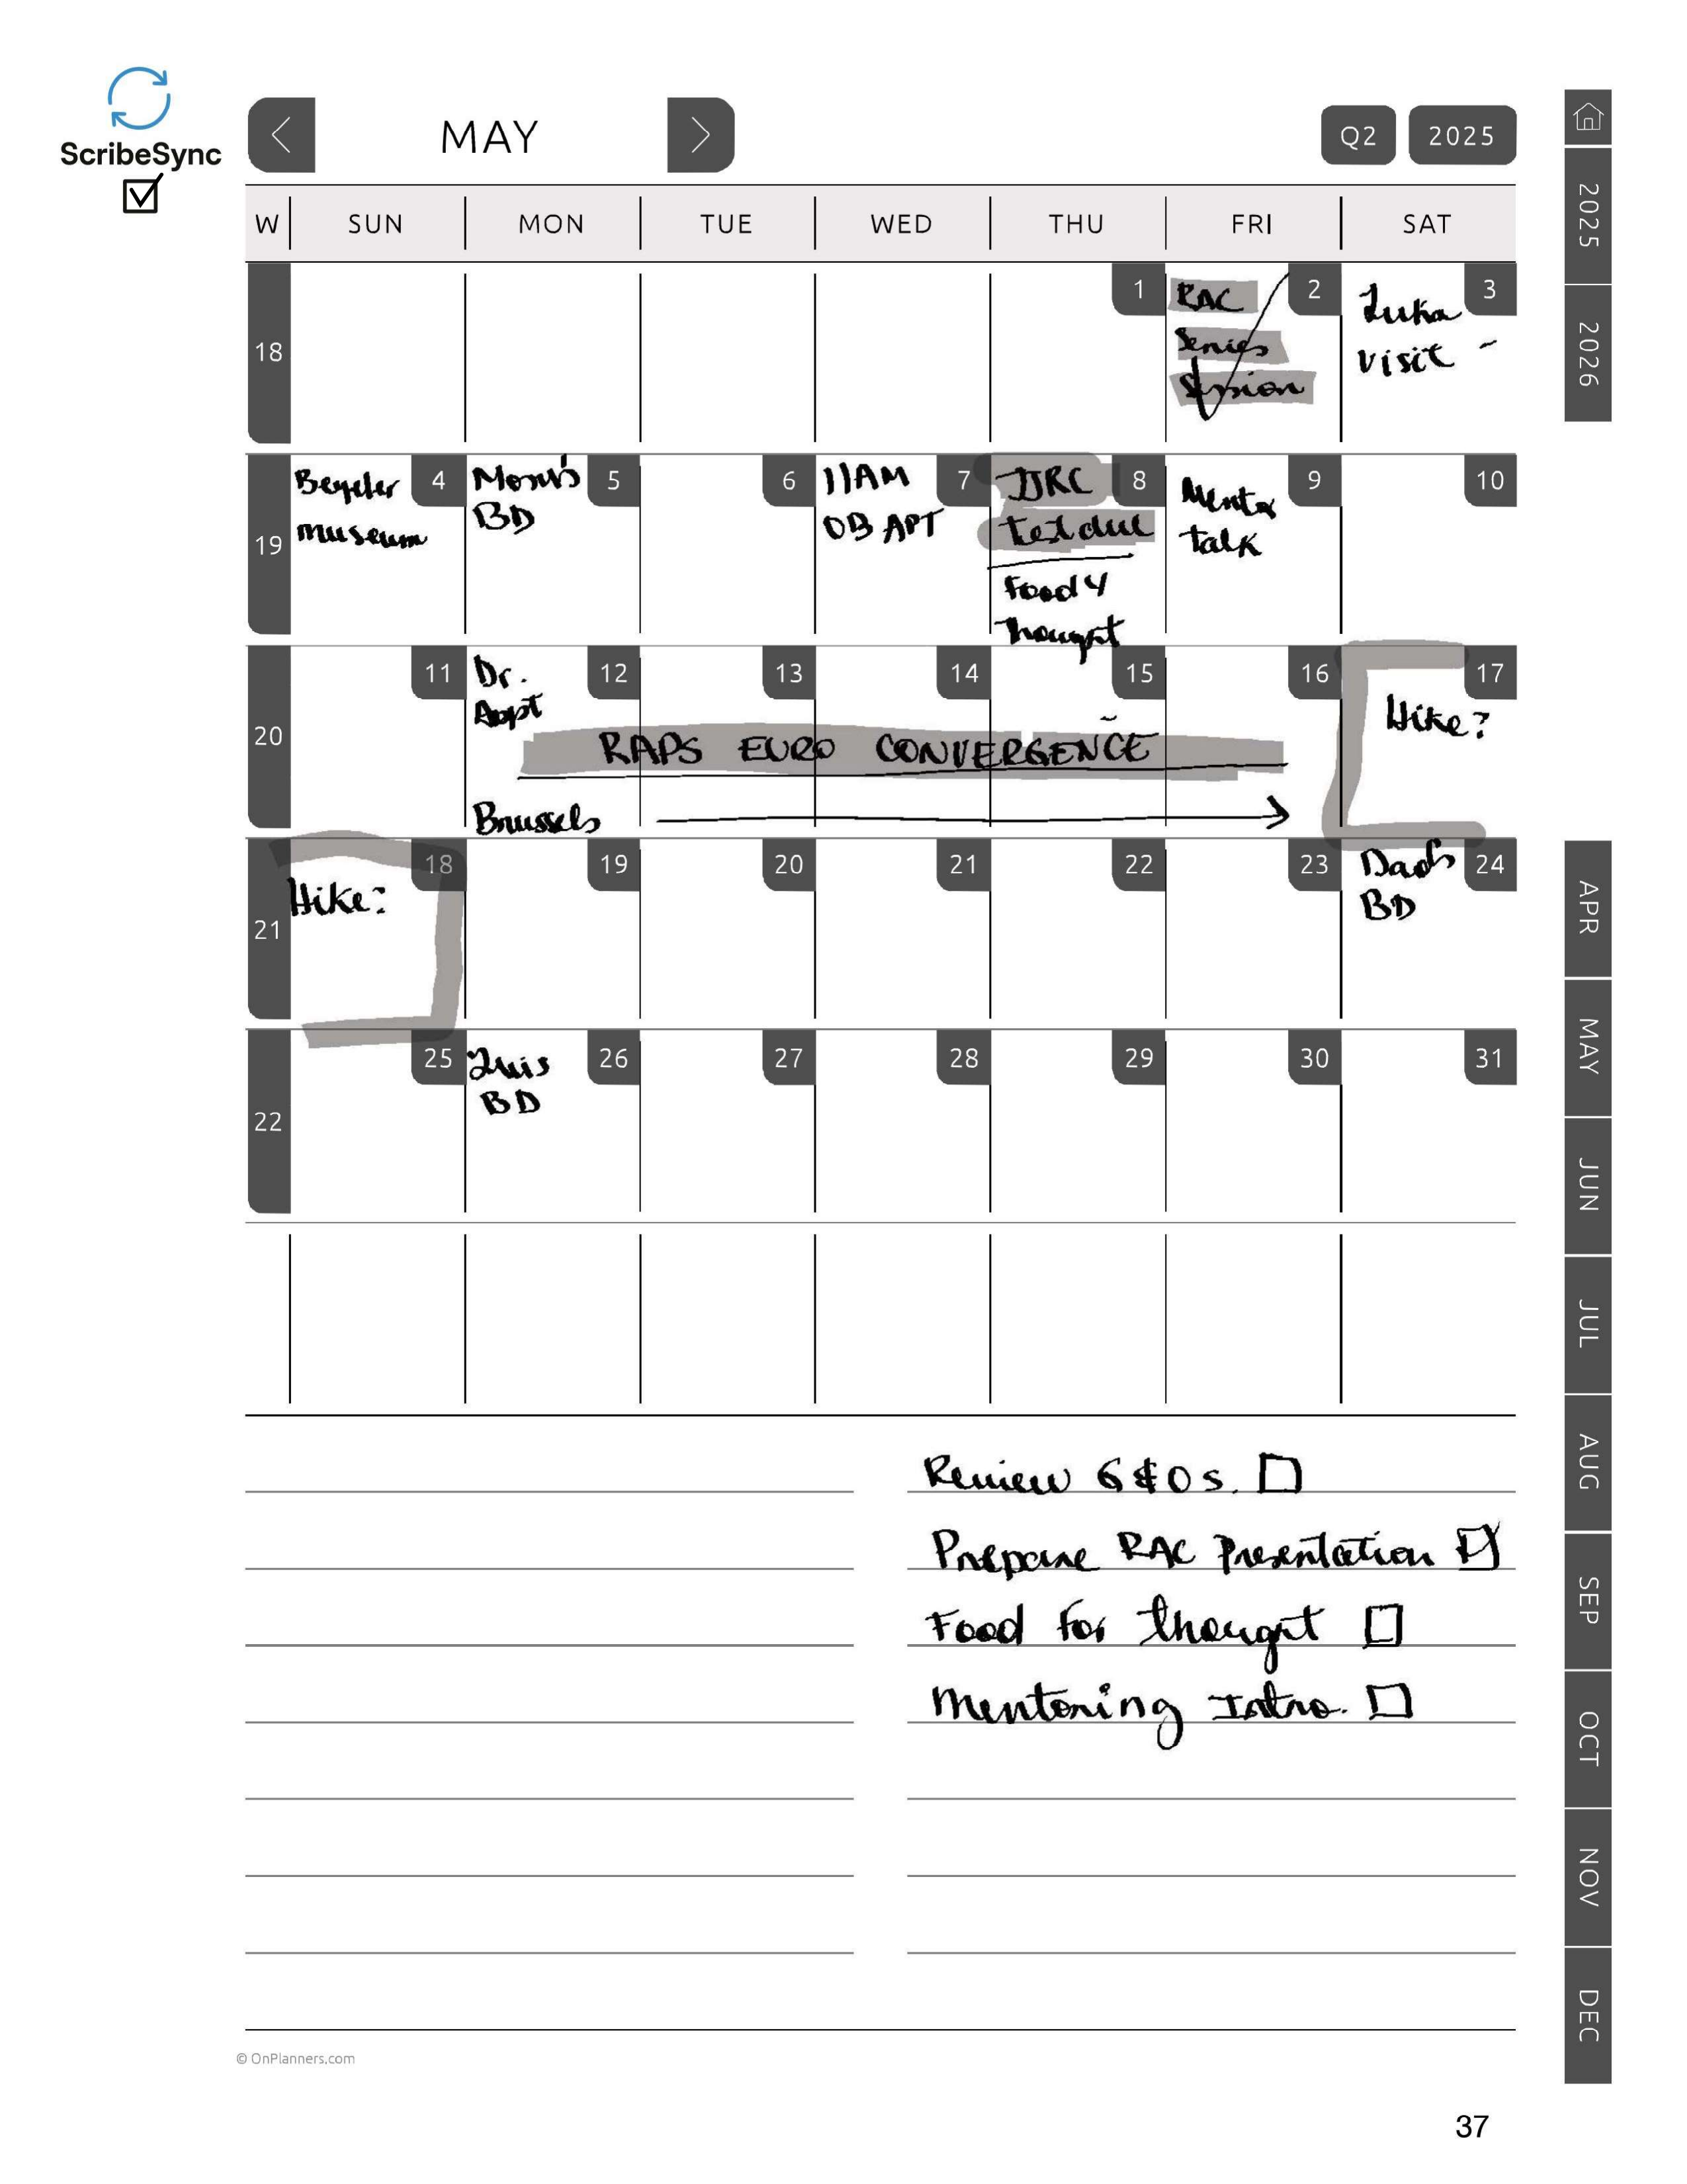 ScribeSync
MAY
Q2 2025
W SUN MON TUE WED THU FRI SAT
18
1
RAC 2
Series
Session
Luka 3
visit -
19
Beyeler 4
museum
Mom's 5
BD
6
11AM 7
OB APT
JJRC 8
text due
Food 4
Thougt
Mentor 9
talk
10
20
11
Dr. 12
Appt
13
14
15
16
17
Hike?
RAPS EURO CONVERGENCE
Brussels
21
18
Hike?
19
20
21
22
23
Dad's 24
BD
22
25
Luis 26
BD
27
28
29
30
31
Review G&Os.
Prepare RAC Presentation
Food for thougt
Mentoring Intro.
© OnPlanners.com
37
2025
2026
APR
MAY
JUN
JUL
AUG
SEP
OCT
NOV
DEC